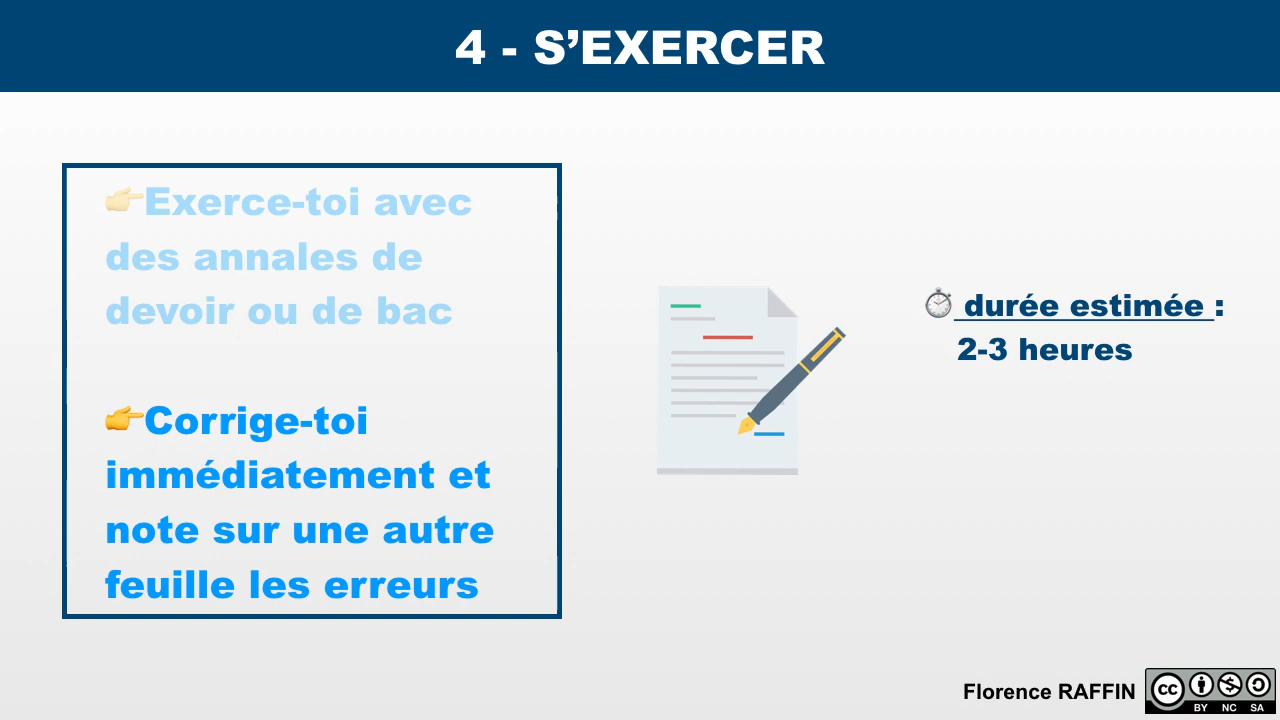 4 - S’EXERCER
👉Exerce-toi avec
des annales de
devoir ou de bac
👉Corrige-toi
immédiatement et
note sur une autre
feuille les erreurs
⏱ durée estimée :
2-3 heures
Florence RAFFIN
cc
BY NC SA